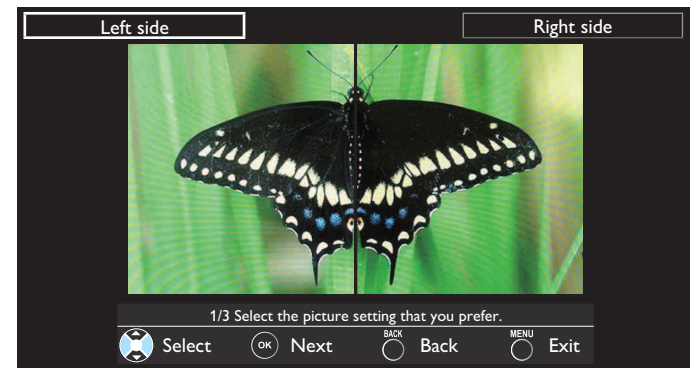 Left side Right side
1/3 Select the picture setting that you prefer.
Select OK Next BACK Back MENU Exit